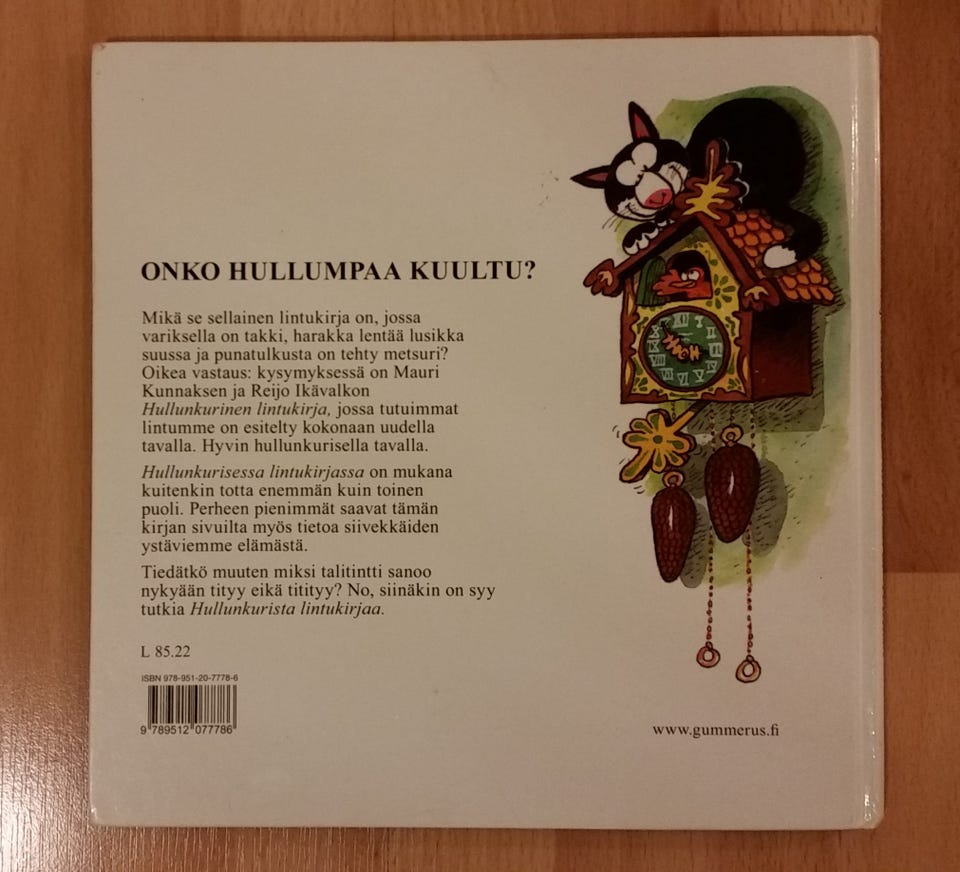 ONKO HULLUMPAA KUULTU?
Mikä se sellainen lintukirja on, jossa
variksella on takki, harakka lentää lusikka
suussa ja punatulkusta on tehty metsuri?
Oikea vastaus: kysymyksessä on Mauri
Kunnaksen ja Reijo Ikävalkon
Hullunkurinen lintukirja, jossa tutuimmat
lintumme on esitelty kokonaan uudella
tavalla. Hyvin hullunkurisella tavalla.
Hullunkurisessa lintukirjassa on mukana
kuitenkin totta enemmän kuin toinen
puoli. Perheen pienimmät saavat tämän
kirjan sivuilta myös tietoa siivekkäiden
ystäviemme elämästä.
Tiedätkö muuten miksi talitintti sanoo
nykyään tityy eikä titityy? No, siinäkin on syy
tutkia Hullunkurista lintukirjaa.
L 85.22
ISBN 978-951-20-7778-6
9 789512 077786
www.gummerus.fi